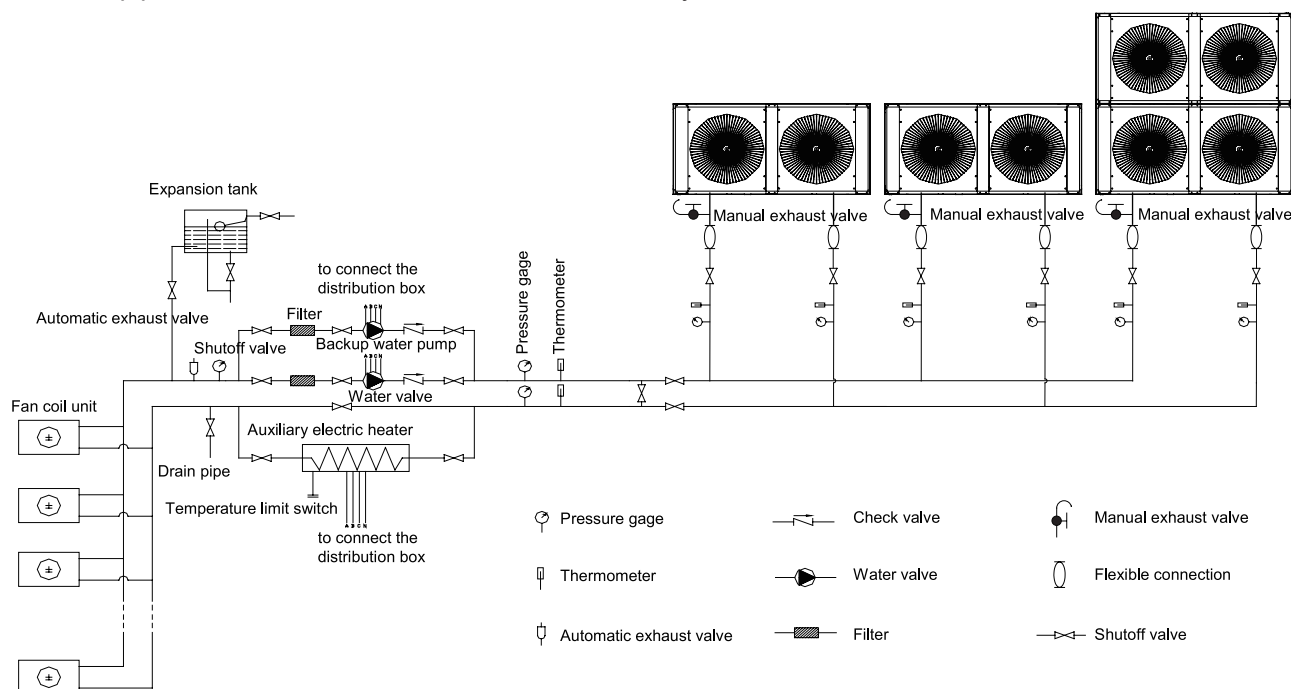 Manual exhaust valve
Manual exhaust valve
Manual exhaust valve
Expansion tank
to connect the
distribution box
A B C N
Automatic exhaust valve
Filter
Shutoff valve
Backup water pump
Pressure gage
Thermometer
A B C N
Water valve
Fan coil unit
Auxiliary electric heater
Drain pipe
Temperature limit switch
A B C N
to connect the
distribution box
Pressure gage
Check valve
Manual exhaust valve
Thermometer
Water valve
Flexible connection
Automatic exhaust valve
Filter
Shutoff valve